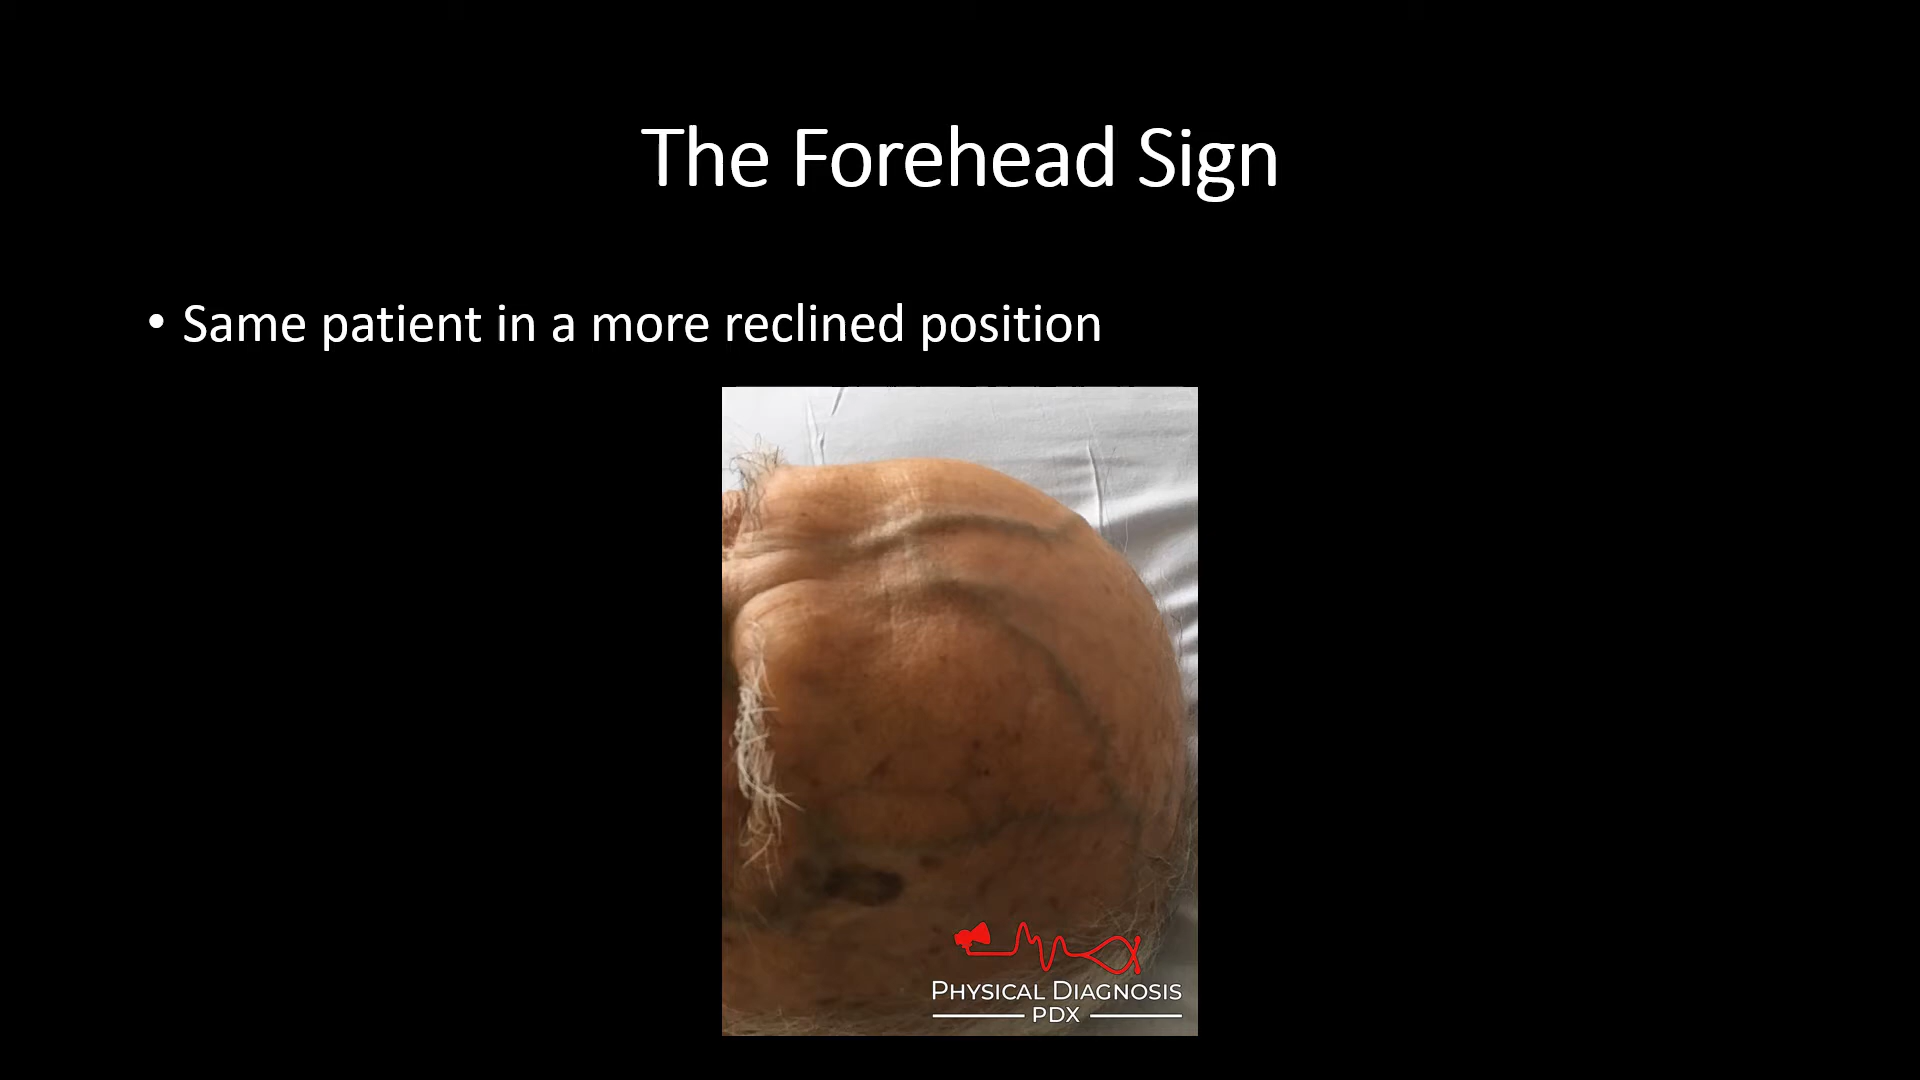 The Forehead Sign
• Same patient in a more reclined position
PHYSICAL DIAGNOSIS
PDX